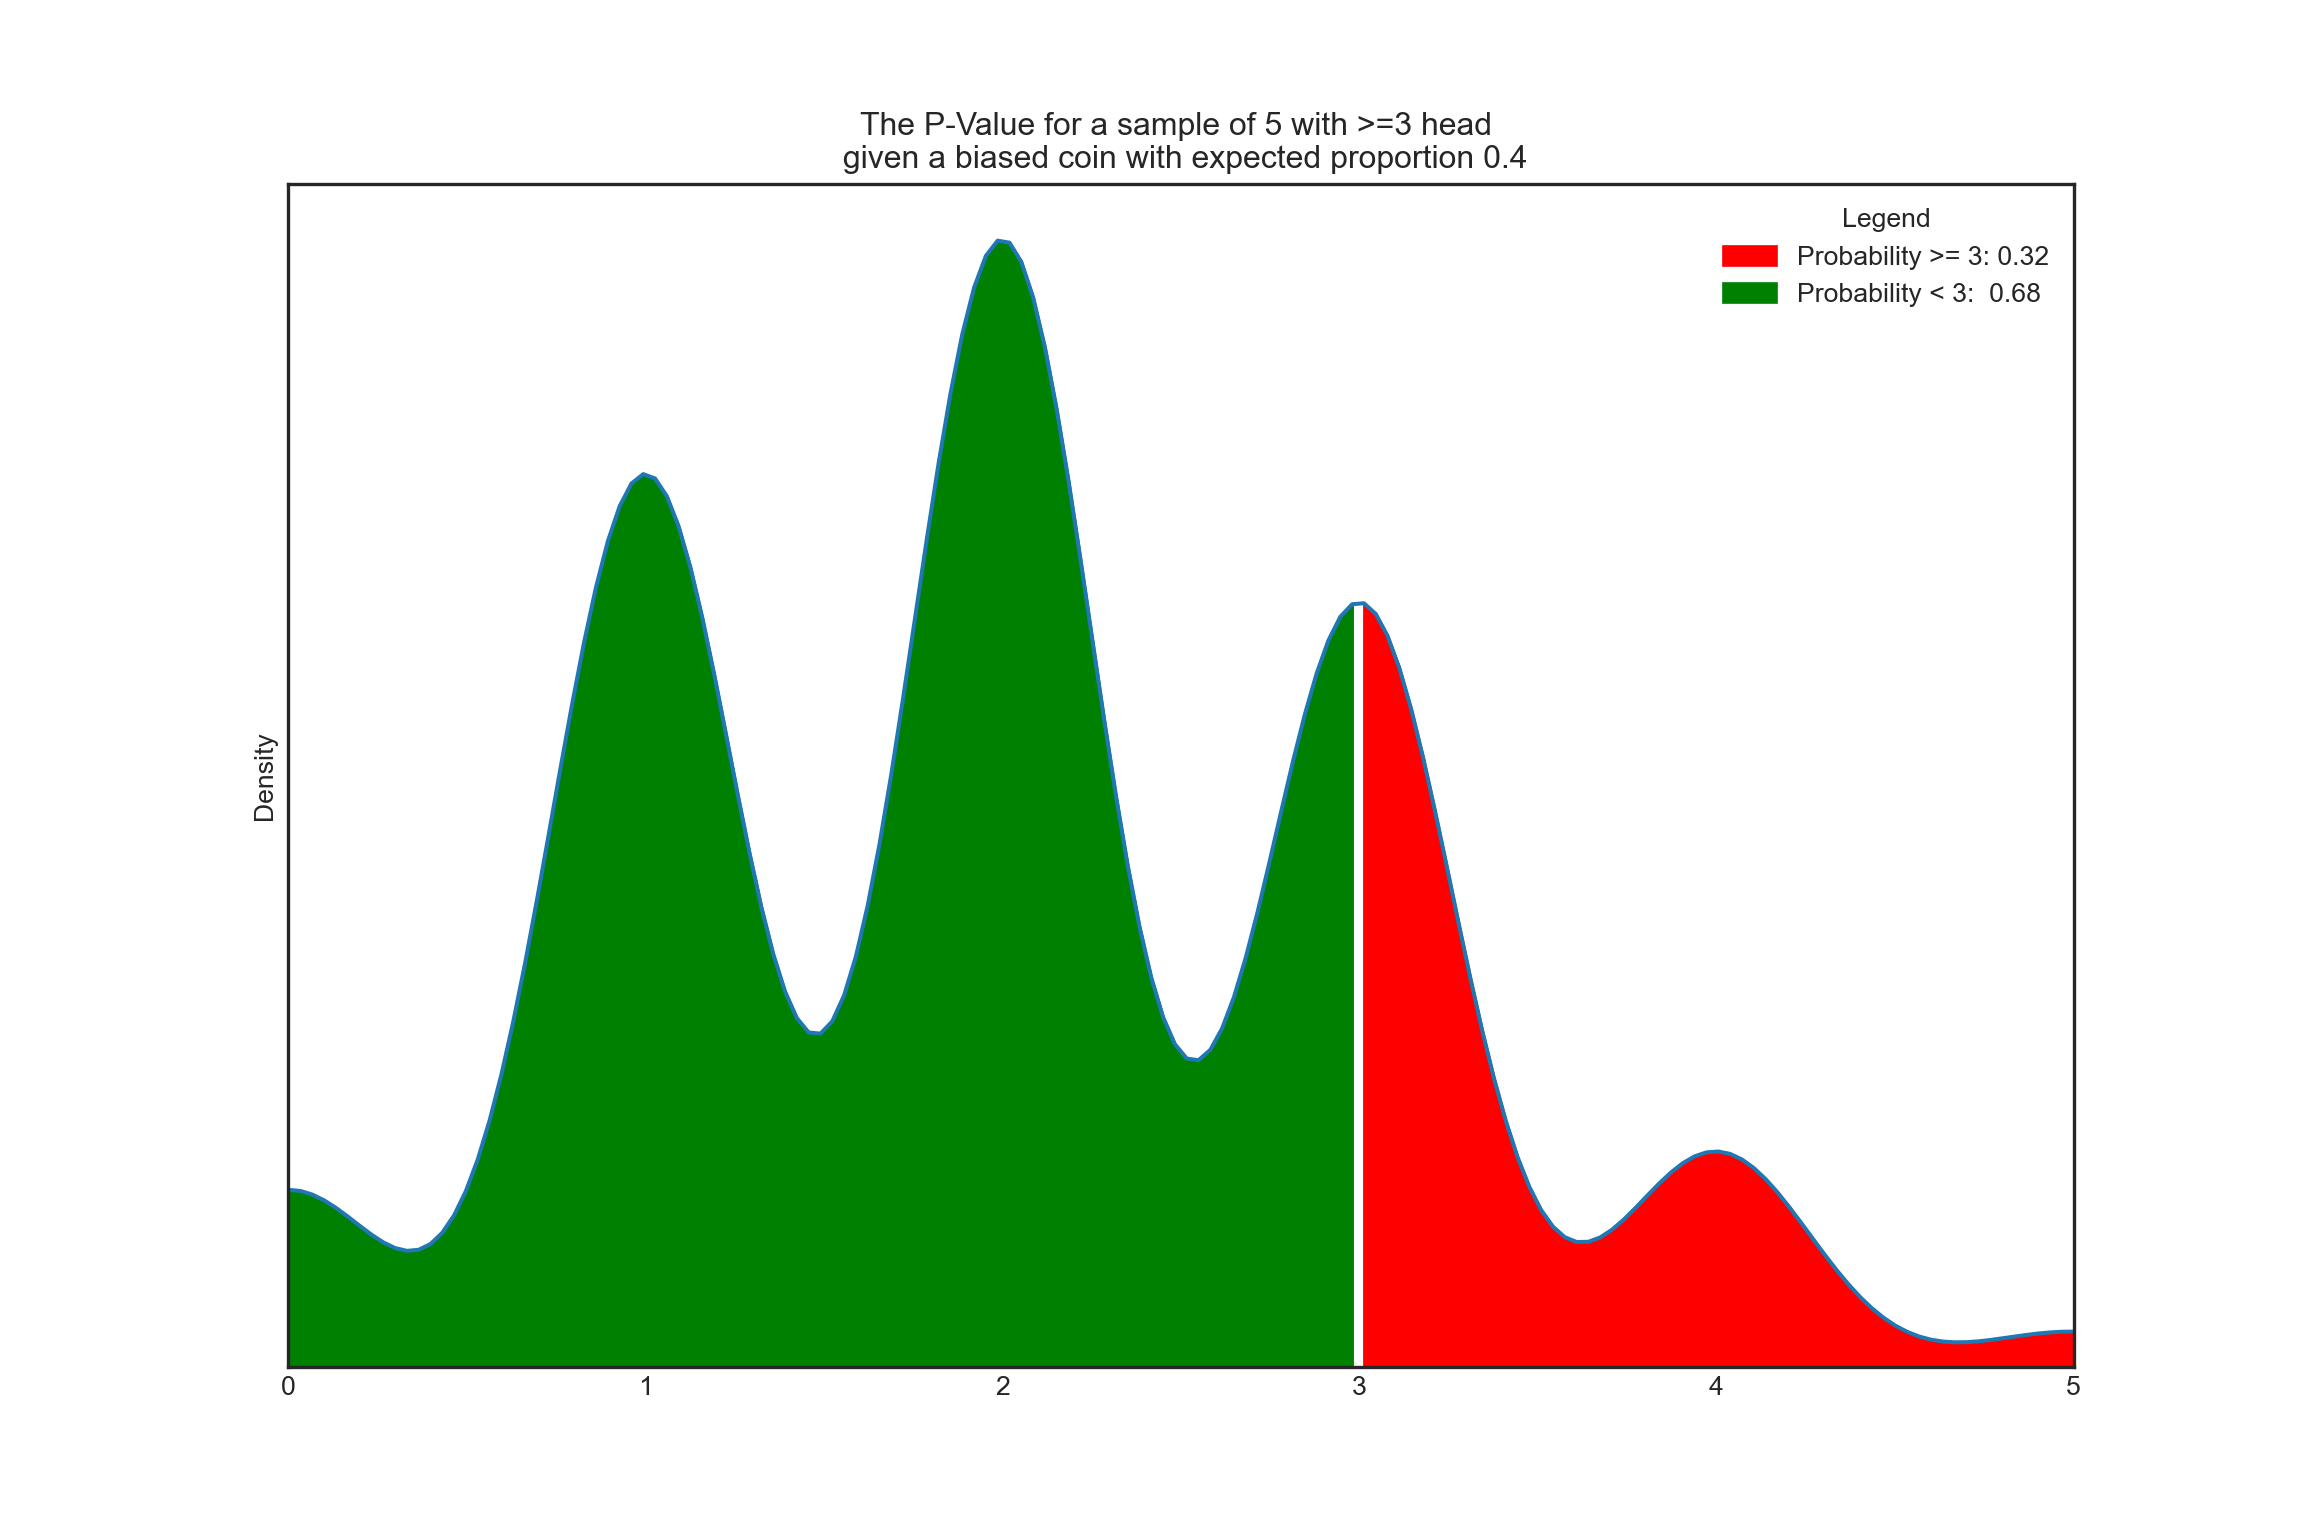 The P-Value for a sample of 5 with >=3 head
given a biased coin with expected proportion 0.4
Legend
Probability >= 3: 0.32
Probability < 3:  0.68
Density
0 1 2 3 4 5